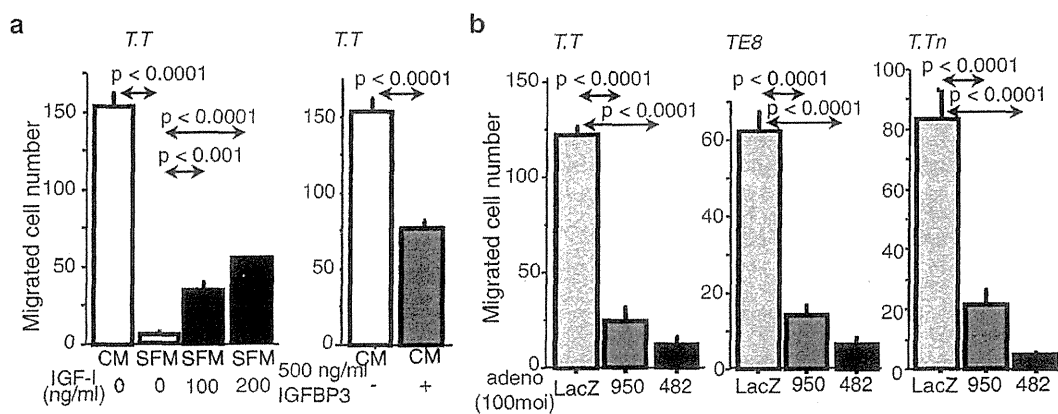 a
T.T
p < 0.0001
p < 0.0001
p < 0.001
Migrated cell number
150
100
50
0
CM SFM SFM SFM
IGF-I
(ng/ml)
0 0 100 200
T.T
p < 0.0001
150
100
50
0
CM CM
500 ng/ml
IGFBP3
- +
b
T.T
p < 0.0001
p < 0.0001
Migrated cell number
150
125
100
50
0
adeno
(100moi)
LacZ 950 482
TE8
p < 0.0001
p < 0.0001
60
40
20
0
LacZ 950 482
T.Tn
p < 0.0001
p < 0.0001
100
80
60
40
20
0
LacZ 950 482